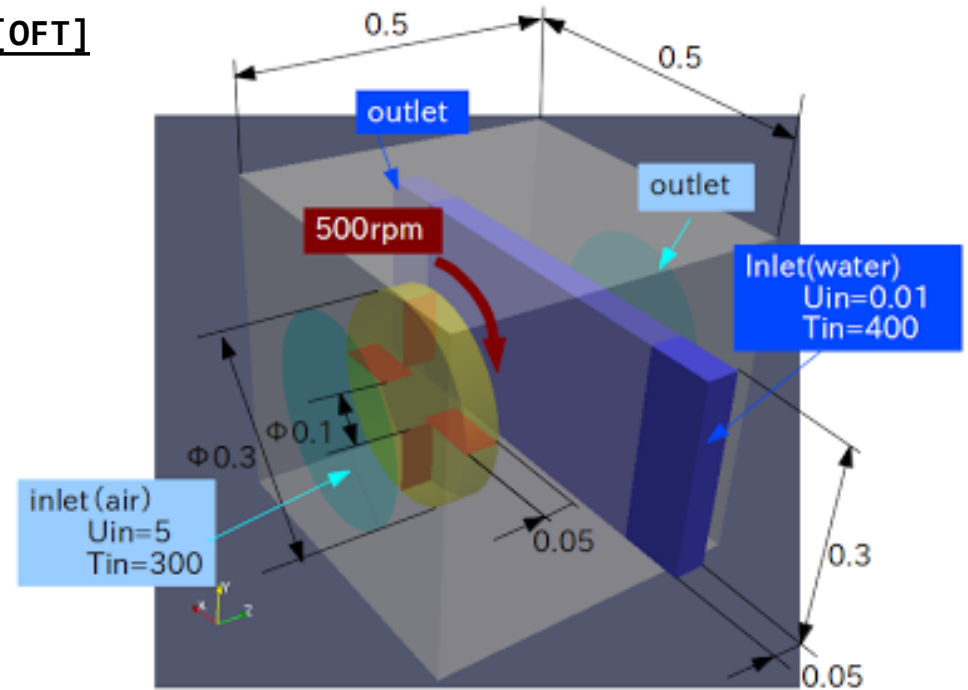 [OFT]
0.5
0.5
outlet
outlet
500rpm
Inlet(water)
Uin=0.01
Tin=400
Φ0.1
Φ0.3
inlet(air)
Uin=5
Tin=300
0.05
0.3
0.05
Y
X
Z